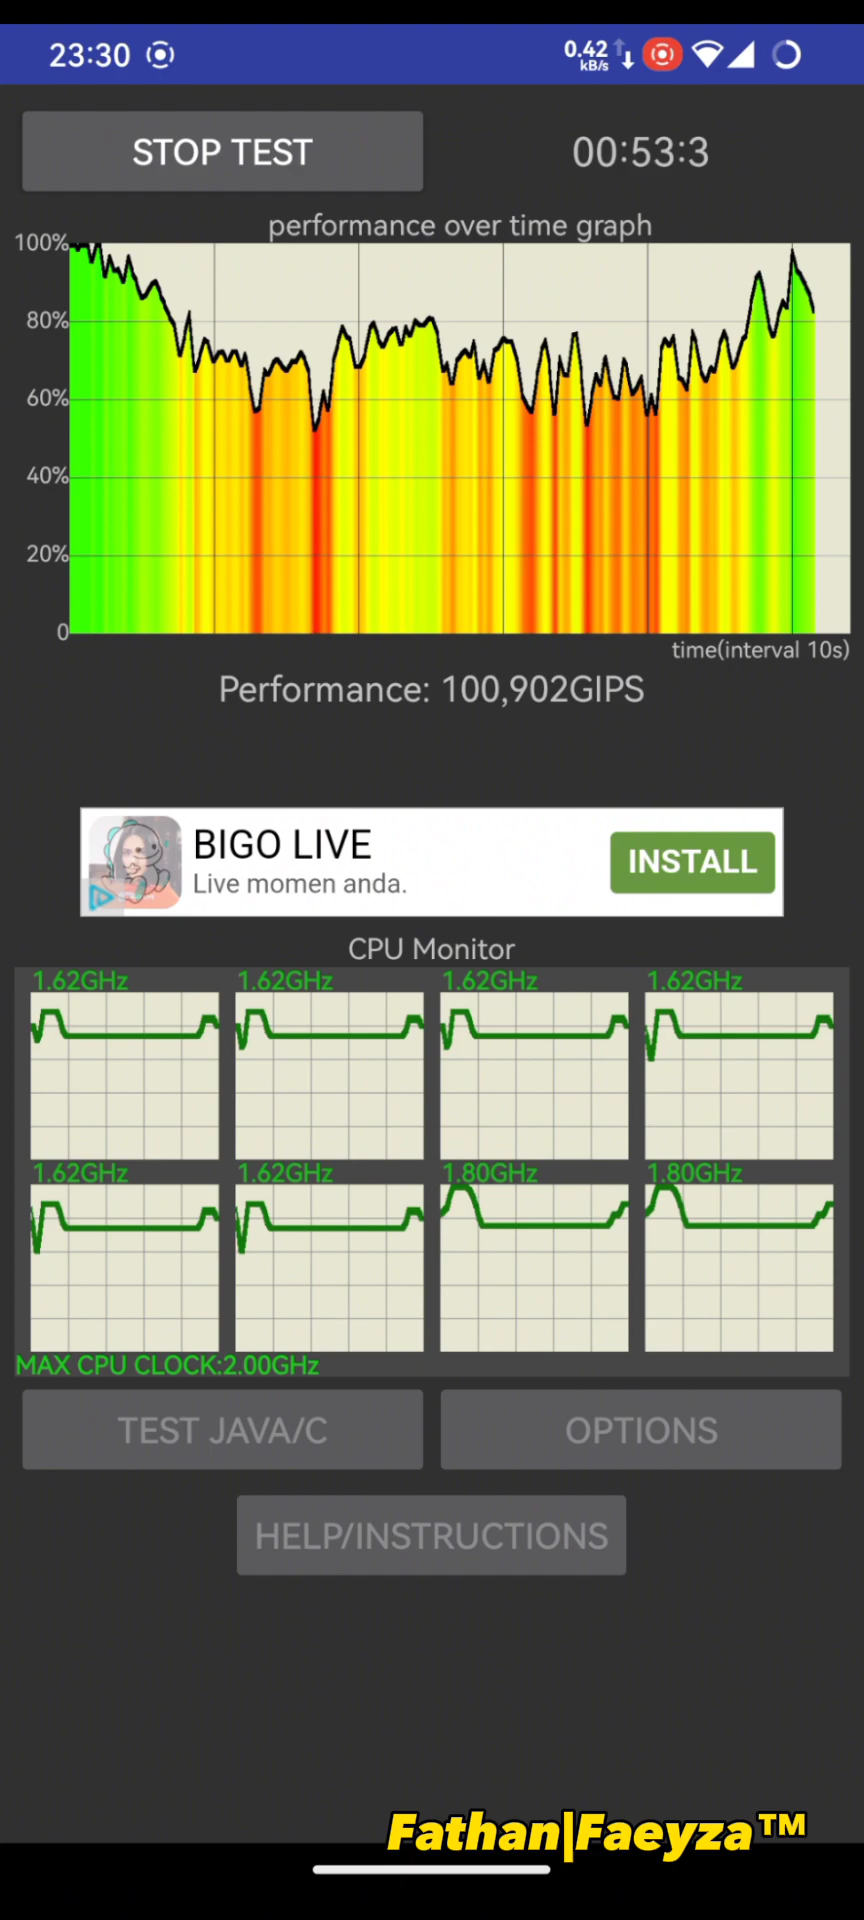 23:30
0.42
kB/s
STOP TEST
00:53:3
performance over time graph
100%
80%
60%
40%
20%
0
time(interval 10s)
Performance: 100,902GIPS
BIGO LIVE
Live momen anda.
INSTALL
CPU Monitor
1.62GHz 1.62GHz 1.62GHz 1.62GHz
1.62GHz 1.62GHz 1.80GHz 1.80GHz
MAX CPU CLOCK:2.00GHz
TEST JAVA/C
OPTIONS
HELP/INSTRUCTIONS
Fathan|Faeyza™